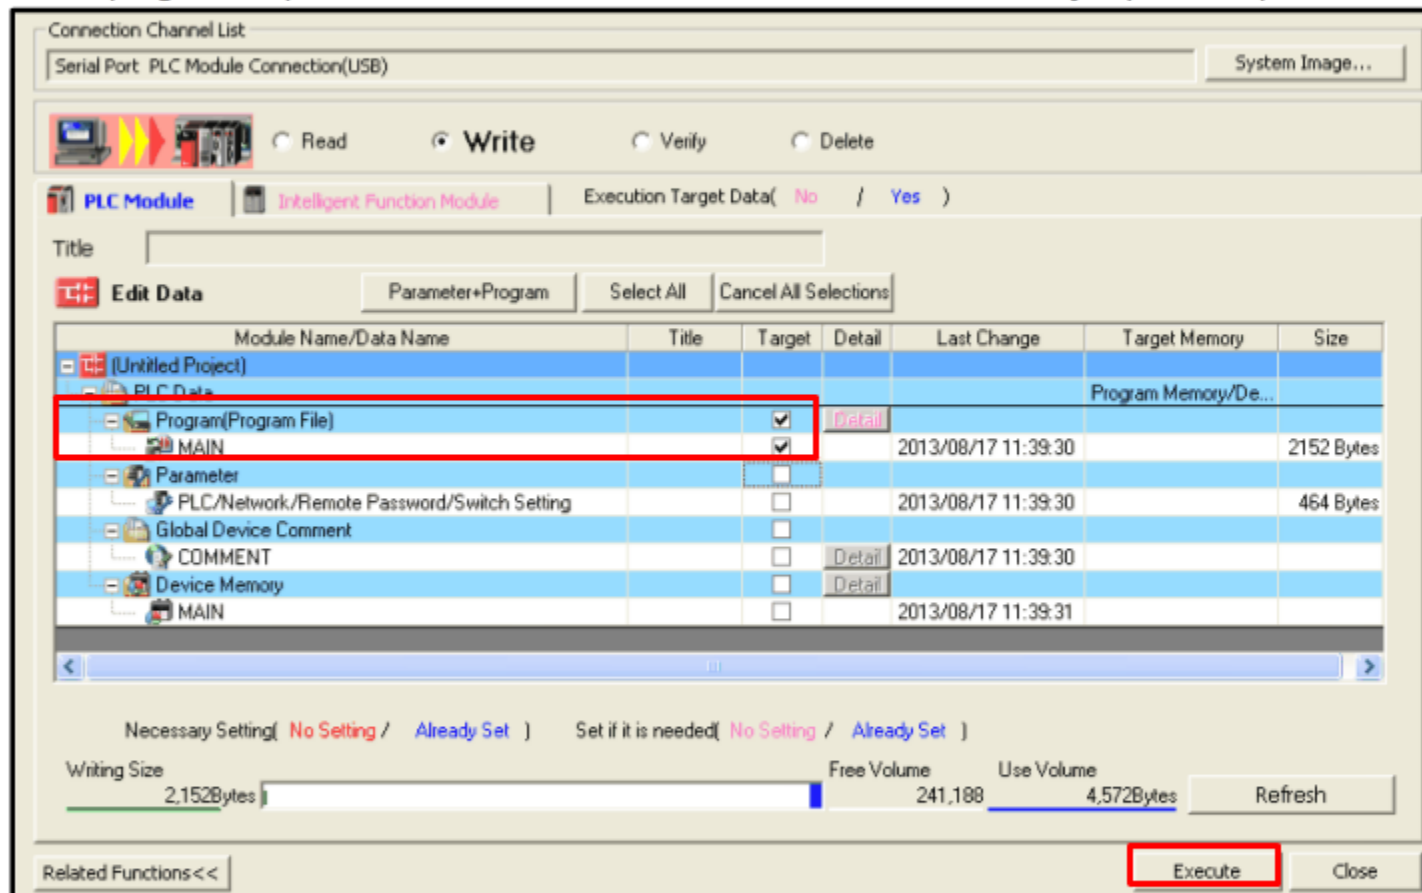 Connection Channel List
Serial Port PLC Module Connection(USB)
System Image...
Read Write Verify Delete
PLC Module Intelligent Function Module Execution Target Data( No / Yes )
Title
Edit Data Parameter+Program Select All Cancel All Selections
Module Name/Data Name Title Target Detail Last Change Target Memory Size
(Untitled Project)
PLC Data Program Memory/De...
Program(Program File) Detail
MAIN 2013/08/17 11:39:30 2152 Bytes
Parameter
PLC/Network/Remote Password/Switch Setting 2013/08/17 11:39:30 464 Bytes
Global Device Comment
COMMENT Detail 2013/08/17 11:39:30
Device Memory Detail
MAIN 2013/08/17 11:39:31
Necessary Setting( No Setting / Already Set ) Set if it is needed( No Setting / Already Set )
Writing Size Free Volume Use Volume
2,152Bytes 241,188 4,572Bytes Refresh
Related Functions<< Execute Close